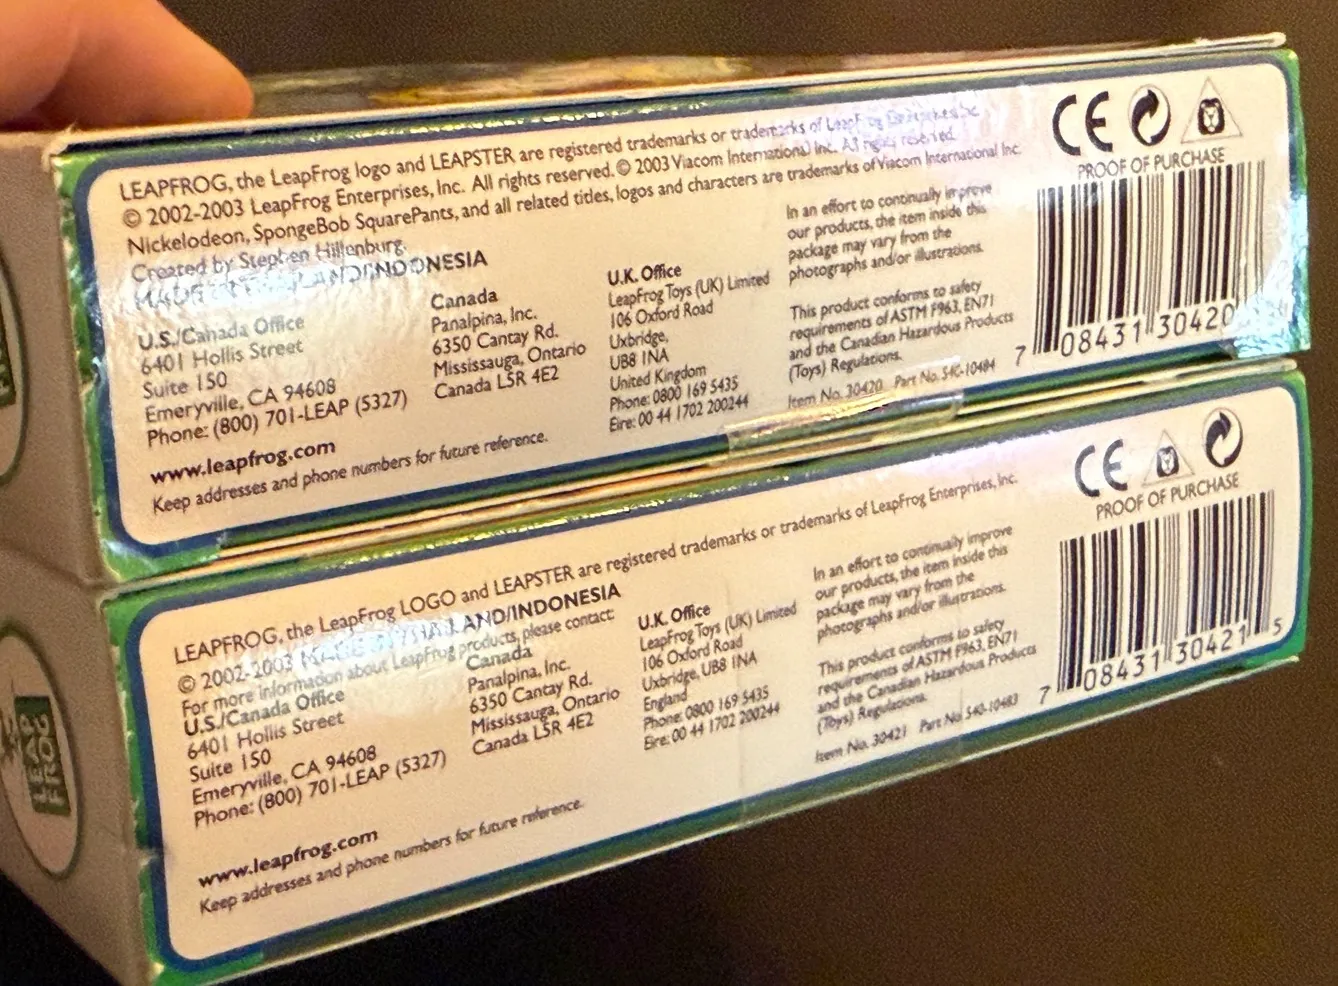 LEAPFROG, the LeapFrog logo and LEAPSTER are registered trademarks or trademarks of LeapFrog Enterprises, Inc.
© 2002-2003 LeapFrog Enterprises, Inc. All rights reserved. © 2003 Viacom International Inc. All rights reserved.
Nickelodeon, SpongeBob SquarePants, and all related titles, logos and characters are trademarks of Viacom International Inc.
Created by Stephen Hillenburg.
MADE IN THAILAND/INDONESIA
U.S./Canada Office
6401 Hollis Street
Suite 150
Emeryville, CA 94608
Phone: (800) 701-LEAP (5327)
www.leapfrog.com
Keep addresses and phone numbers for future reference.
Canada
Panalpina, Inc.
6350 Cantay Rd.
Mississauga, Ontario
Canada L5R 4E2
U.K. Office
LeapFrog Toys (UK) Limited
106 Oxford Road
Uxbridge,
UB8 1NA
United Kingdom
Phone: 0800 169 5435
Eire: 00 44 1702 200244
In an effort to continually improve
our products, the item inside this
package may vary from the
photographs and/or illustrations.
This product conforms to safety
requirements of ASTM F963, EN71
and the Canadian Hazardous Products
(Toys) Regulations.
Item No. 30420 Part No. 540-10484
CE
PROOF OF PURCHASE
7 08431 30420
LEAPFROG, the LeapFrog LOGO and LEAPSTER are registered trademarks or trademarks of LeapFrog Enterprises, Inc.
© 2002-2003 MADE IN THAILAND/INDONESIA
For more information about LeapFrog products, please contact:
U.S./Canada Office
6401 Hollis Street
Suite 150
Emeryville, CA 94608
Phone: (800) 701-LEAP (5327)
www.leapfrog.com
Keep addresses and phone numbers for future reference.
Canada
Panalpina, Inc.
6350 Cantay Rd.
Mississauga, Ontario
Canada L5R 4E2
U.K. Office
LeapFrog Toys (UK) Limited
106 Oxford Road
Uxbridge, UB8 1NA
England
Phone: 0800 169 5435
Eire: 00 44 1702 200244
In an effort to continually improve
our products, the item inside this
package may vary from the
photographs and/or illustrations.
This product conforms to safety
requirements of ASTM F963, EN71
and the Canadian Hazardous Products
(Toys) Regulations.
Item No. 30421 Part No. 540-10483
CE
PROOF OF PURCHASE
7 08431 30421 5
LEAP
FROG